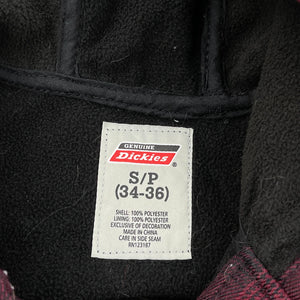 GENUINE
Dickies
S/P
(34-36)
SHELL: 100% POLYESTER
LINING: 100% POLYESTER
EXCLUSIVE OF DECORATION
MADE IN CHINA
CARE IN SIDE SEAM
RN123167